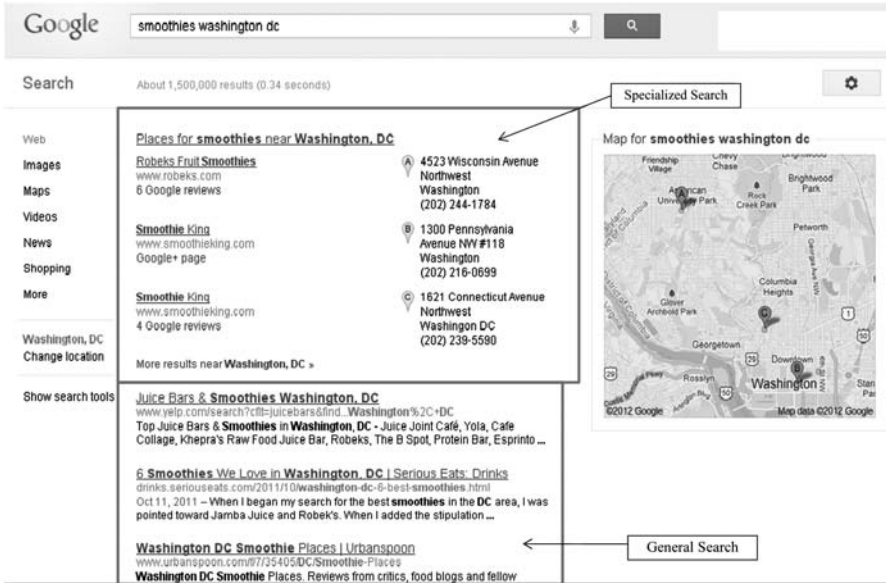 Google
smoothies washington dc
Search
About 1,500,000 results (0.34 seconds)
Specialized Search
Web
Images
Maps
Videos
News
Shopping
More
Washington, DC
Change location
Show search tools
Places for smoothies near Washington, DC
Robeks Fruit Smoothies
www.robeks.com
6 Google reviews
A
4523 Wisconsin Avenue
Northwest
Washington
(202) 244-1784
Smoothie King
www.smoothieking.com
Google+ page
B
1300 Pennsylvania
Avenue NW #118
Washington
(202) 216-0699
Smoothie King
www.smoothieking.com
4 Google reviews
C
1621 Connecticut Avenue
Northwest
Washingon DC
(202) 239-5590
More results near Washington, DC »
Juice Bars & Smoothies Washington, DC
www.yelp.com/search?cflt=juicebars&find...Washington%2C+DC
Top Juice Bars & Smoothies in Washington, DC - Juice Joint Café, Yola, Cafe
Collage, Khepra's Raw Food Juice Bar, Robeks, The B Spot, Protein Bar, Esprinto ...
6 Smoothies We Love in Washington, DC | Serious Eats: Drinks
drinks.seriouseats.com/2011/10/washington-dc-6-best-smoothies.html
Oct 11, 2011 – When I began my search for the best smoothies in the DC area, I was
pointed toward Jamba Juice and Robek's. When I added the stipulation ...
Washington DC Smoothie Places | Urbanspoon
www.urbanspoon.com/f/7/35405/DC/Smoothie-Places
Washington DC Smoothie Places. Reviews from critics, food blogs and fellow
General Search
Map for smoothies washington dc
Friendship
Village
Chevy
Chase
Brightwood
Park
A
American
University Park
Rock
Creek Park
Petworth
Georgia Ave NW
Columbia
Heights
Glover
Archbold Park
C
1
50
Georgetown
29
Downtown
Rosslyn
B
Washington
29
50
©2012 Google
Map data ©2012 Google